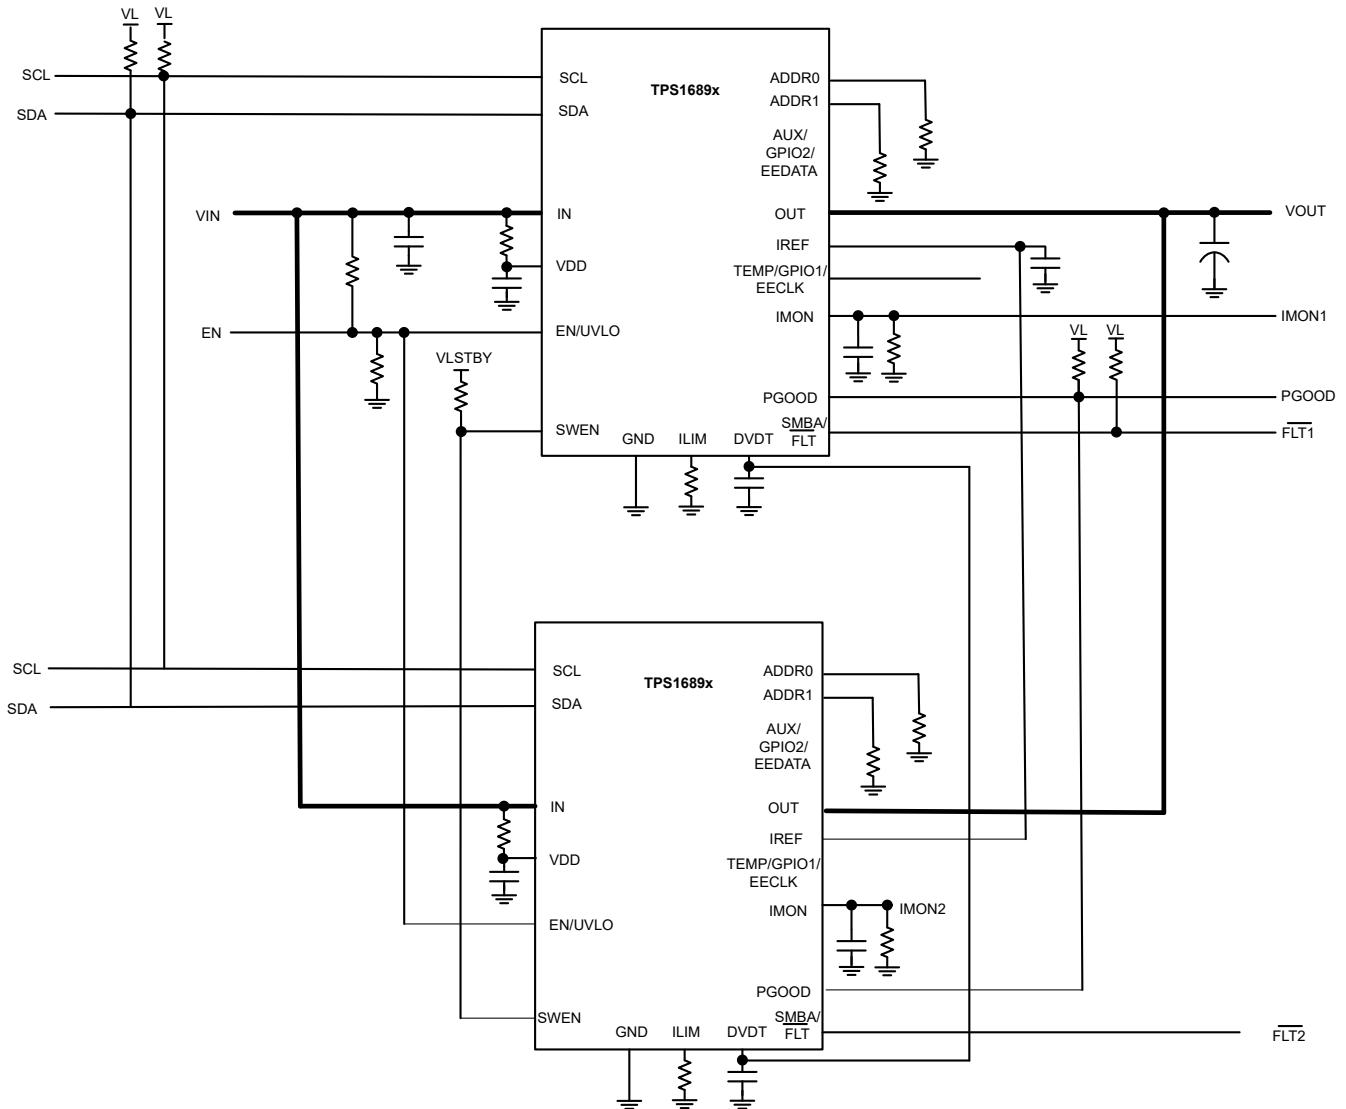 VL
VL
SCL
SDA
VIN
EN
VLSTBY
SCL
SDA
IN
VDD
EN/UVLO
SWEN
TPS1689x
GND
ILIM
DVDT
ADDR0
ADDR1
AUX/
GPIO2/
EEDATA
OUT
IREF
TEMP/GPIO1/
EECLK
IMON
PGOOD
SMBA/
FLT
VOUT
IMON1
VL
VL
PGOOD
FLT1
SCL
SDA
SCL
SDA
IN
VDD
EN/UVLO
SWEN
TPS1689x
GND
ILIM
DVDT
ADDR0
ADDR1
AUX/
GPIO2/
EEDATA
OUT
IREF
TEMP/GPIO1/
EECLK
IMON
PGOOD
SMBA/
FLT
IMON2
FLT2